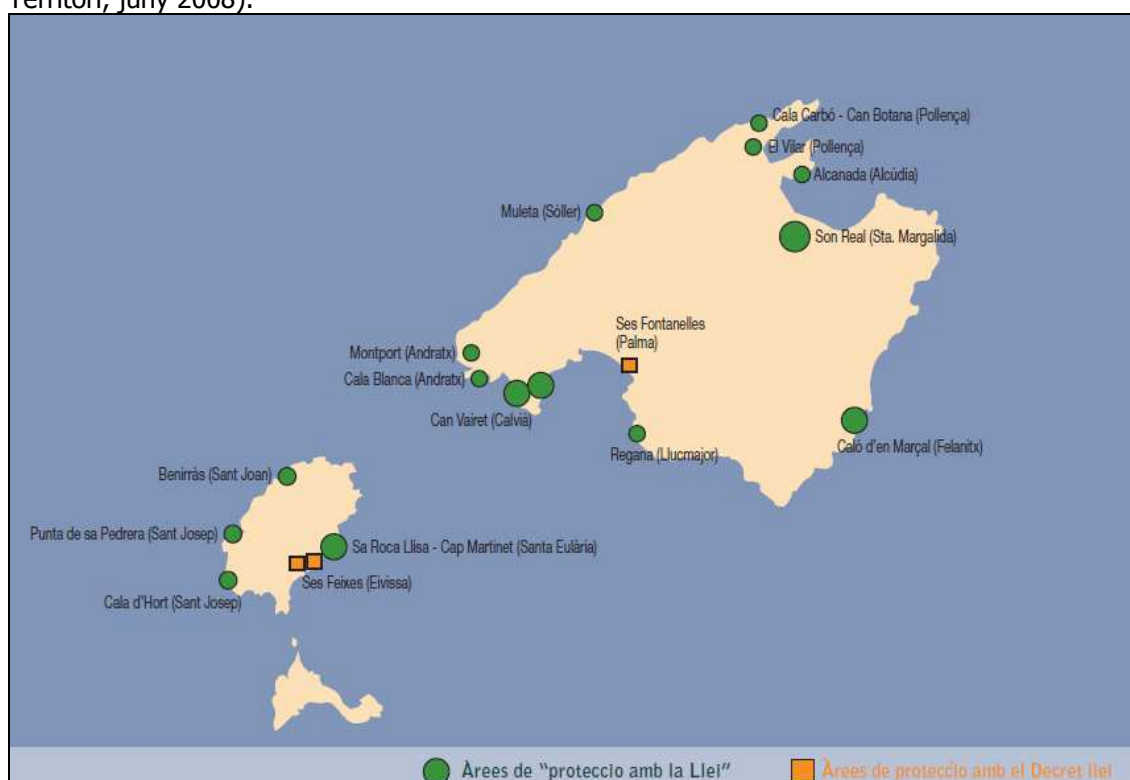 Territori, juny 2008).
Cala Carbó - Can Botana (Pollença)
El Vilar (Pollença)
Alcanada (Alcúdia)
Muleta (Sóller)
Son Real (Sta. Margalida)
Ses Fontanelles
(Palma)
Montport (Andratx)
Cala Blanca (Andratx)
Can Vairet (Calvià)
Regana (Llucmajor)
Caló d'en Marçal (Felanitx)
Benirràs (Sant Joan)
Punta de sa Pedrera (Sant Josep)
Sa Roca Llisa - Cap Martinet (Santa Eulària)
Ses Feixes (Eivissa)
Cala d'Hort (Sant Josep)
Àrees de "proteccio amb la Llei"
Àrees de proteccio amb el Decret llei